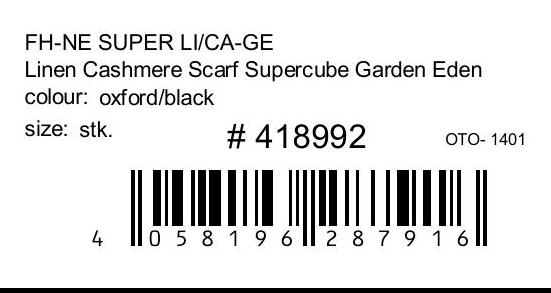 FH-NE SUPER LI/CA-GE
Linen Cashmere Scarf Supercube Garden Eden
colour: oxford/black
size: stk.
# 418992
OTO- 1401
4 058196 287916